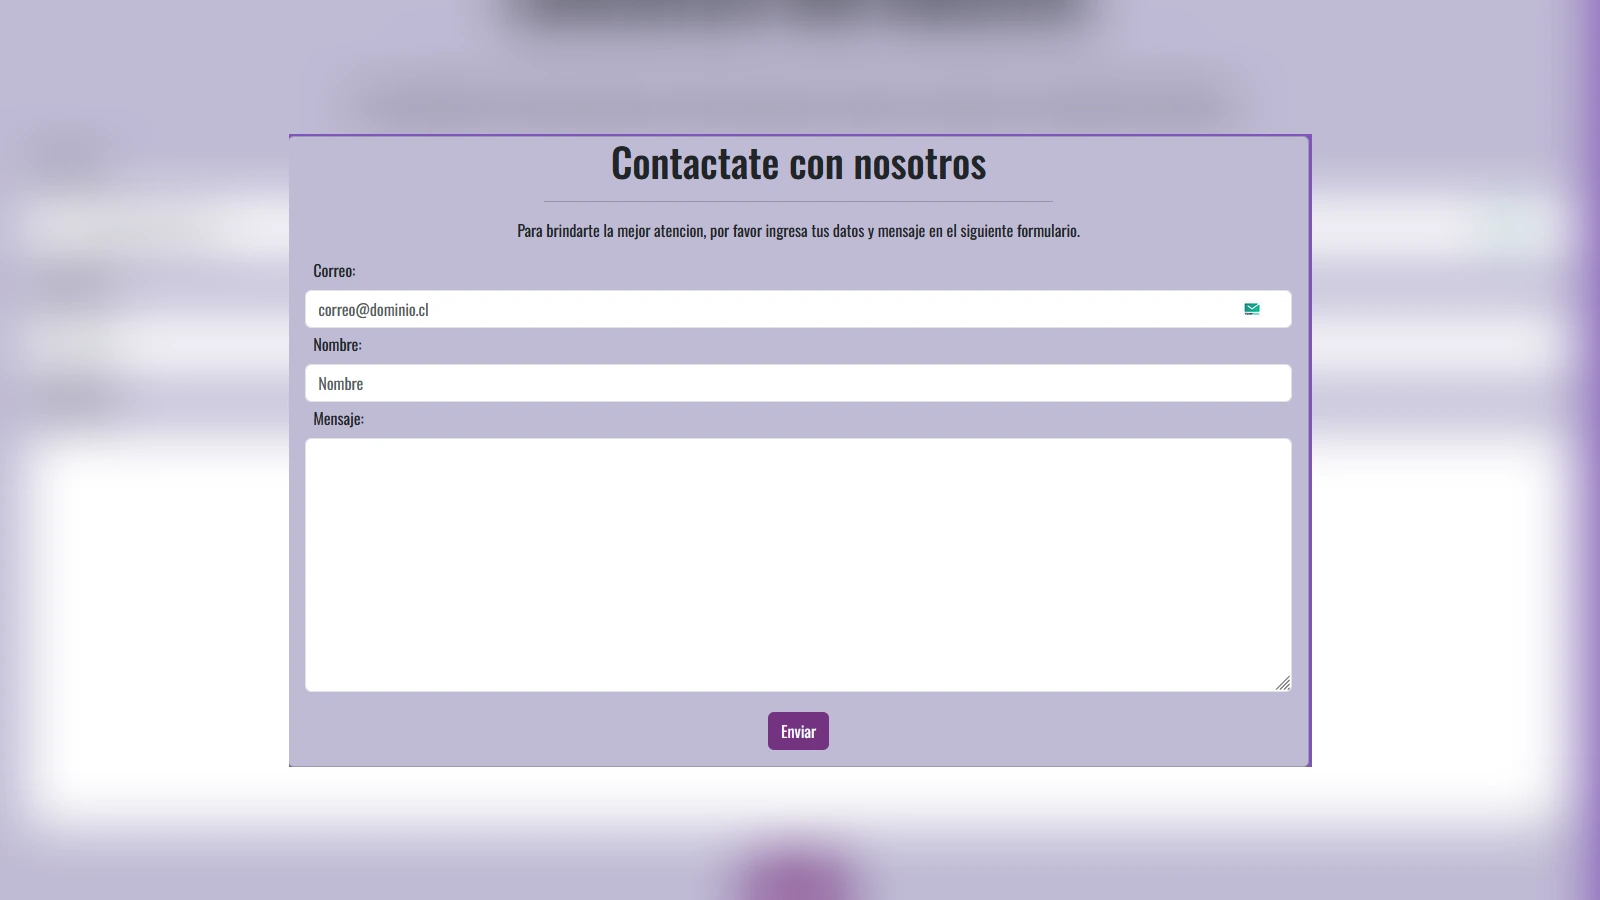 Contactate con nosotros
Para brindarte la mejor atencion, por favor ingresa tus datos y mensaje en el siguiente formulario.
Correo:
correo@dominio.cl
Nombre:
Nombre
Mensaje:
Enviar